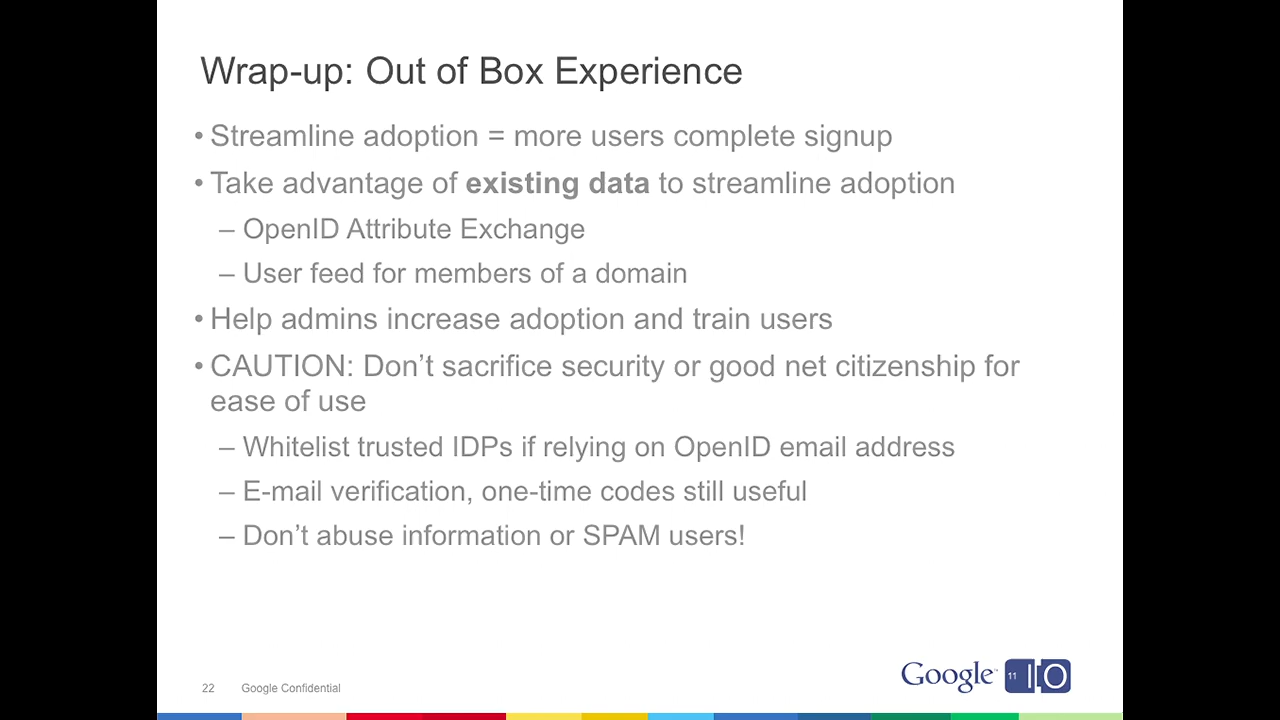 Wrap-up: Out of Box Experience
• Streamline adoption = more users complete signup
• Take advantage of existing data to streamline adoption
– OpenID Attribute Exchange
– User feed for members of a domain
• Help admins increase adoption and train users
• CAUTION: Don’t sacrifice security or good net citizenship for
ease of use
– Whitelist trusted IDPs if relying on OpenID email address
– E-mail verification, one-time codes still useful
– Don’t abuse information or SPAM users!
22 Google Confidential
Google™ 11 IO